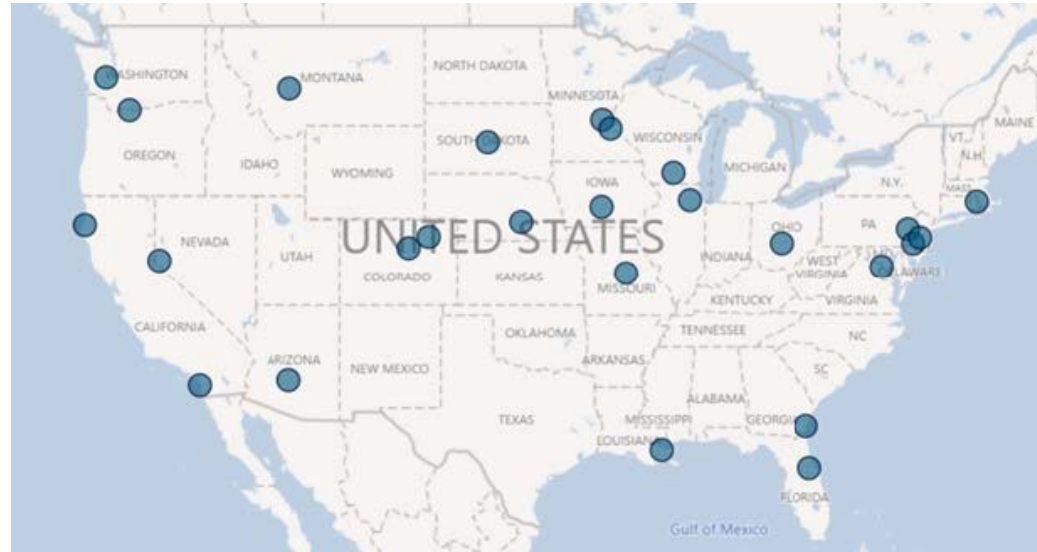 WASHINGTON
MONTANA
NORTH DAKOTA
MINNESOTA
MAINE
VT.
N.H.
OREGON
IDAHO
SOUTH DAKOTA
WISCONSIN
MICHIGAN
WYOMING
N.Y.
MASS.
IOWA
PA
NEVADA
UTAH
UNITED STATES
OHIO
INDIANA
COLORADO
KANSAS
MISSOURI
WEST
VIRGINIA
DELAWARE
CALIFORNIA
KENTUCKY
VIRGINIA
ARIZONA
NEW MEXICO
OKLAHOMA
ARKANSAS
TENNESSEE
NC
SC
TEXAS
LOUISIANA
MISSISSIPPI
ALABAMA
GEORGIA
FLORIDA
Gulf of Mexico